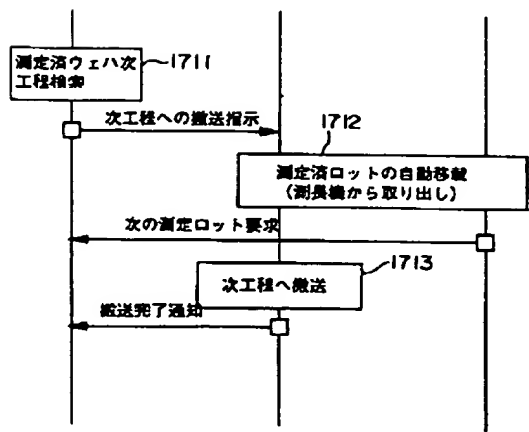 測定済ウェハ次
工程検索
1711
次工程への搬送指示
1712
測定済ロットの自動移載
(測長機から取り出し)
次の測定ロット要求
1713
次工程へ搬送
搬送完了通知